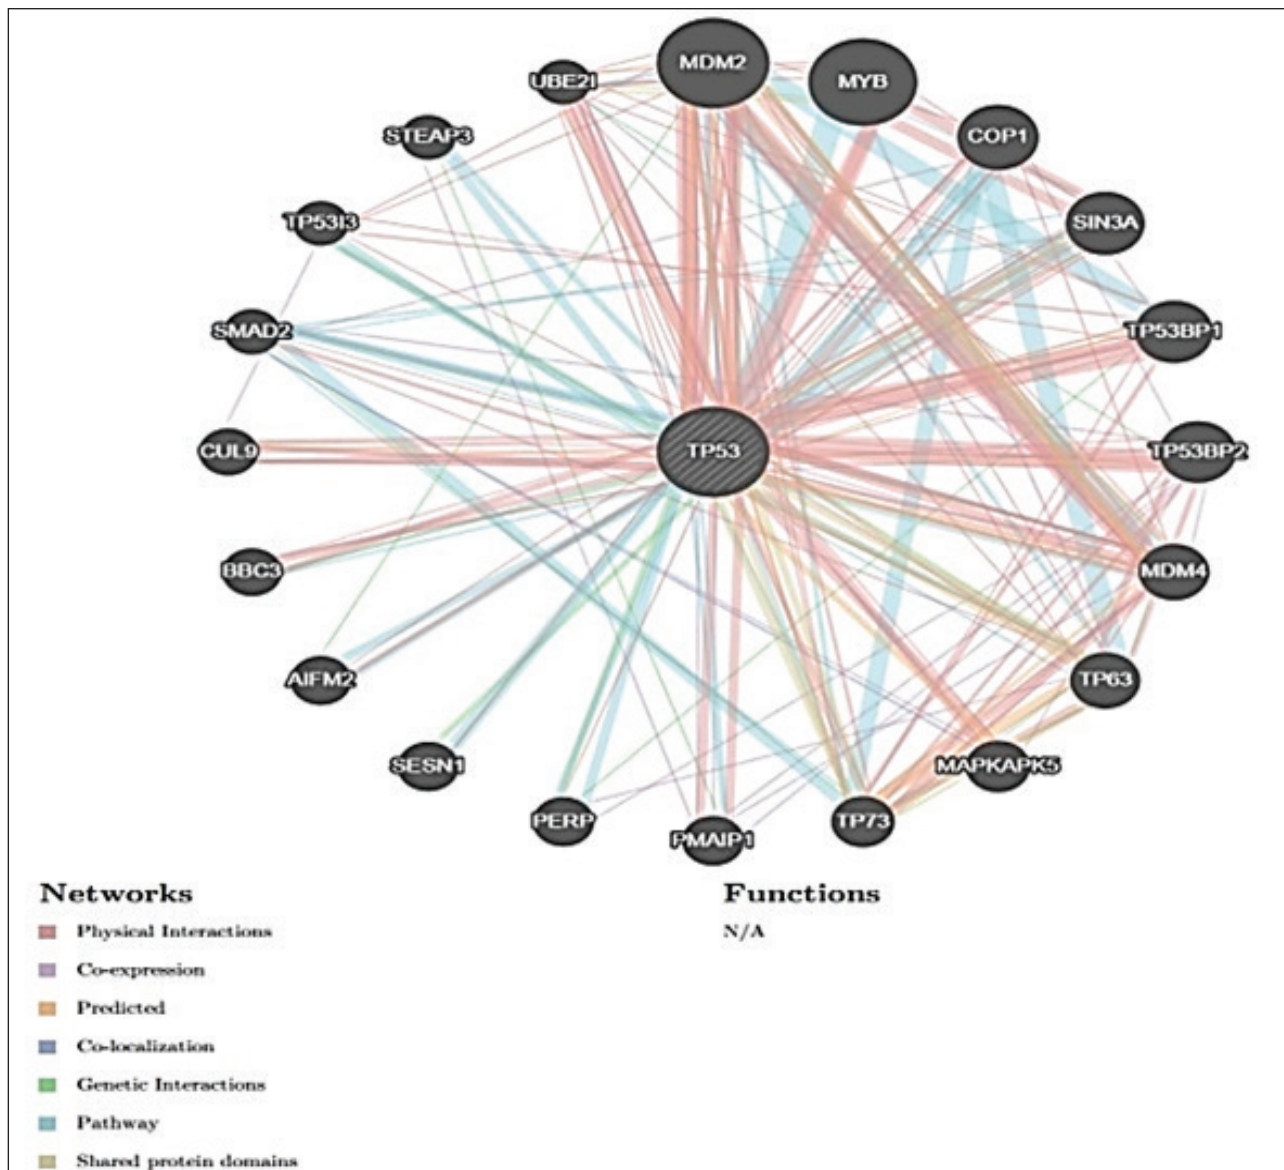 MDM2
MYB
UBE2I
COP1
STEAP3
SIN3A
TP53I3
TP53BP1
SMAD2
TP53BP2
CUL9
TP53
BBC3
MDM4
AIFM2
TP63
SESN1
MAPKAPK5
PERP
TP73
PMAIP1
Networks
Physical Interactions
Co-expression
Predicted
Co-localization
Genetic Interactions
Pathway
Shared protein domains
Functions
N/A